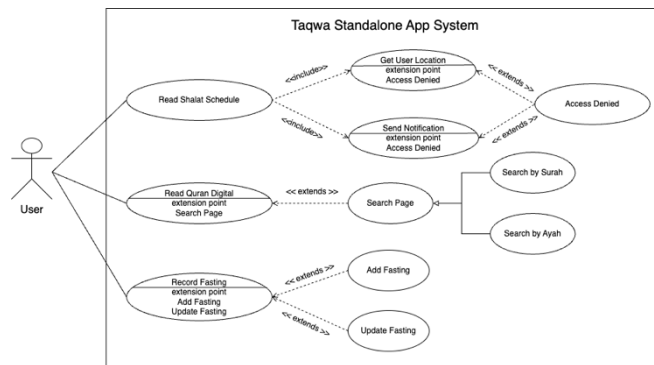 Taqwa Standalone App System
Get User Location
extension point
Access Denied
<<include>>
<< extends >>
Read Shalat Schedule
Access Denied
<<include>>
Send Notification
extension point
Access Denied
<< extends >>
User
Read Quran Digital
extension point
Search Page
<< extends >>
Search Page
Search by Surah
Search by Ayah
Record Fasting
extension point
Add Fasting
Update Fasting
<< extends >>
Add Fasting
<< extends >>
Update Fasting